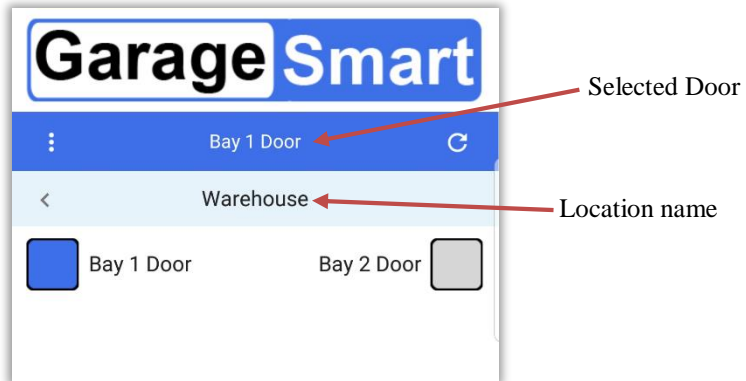 Garage Smart
Selected Door
Bay 1 Door
Warehouse
Location name
Bay 1 Door Bay 2 Door